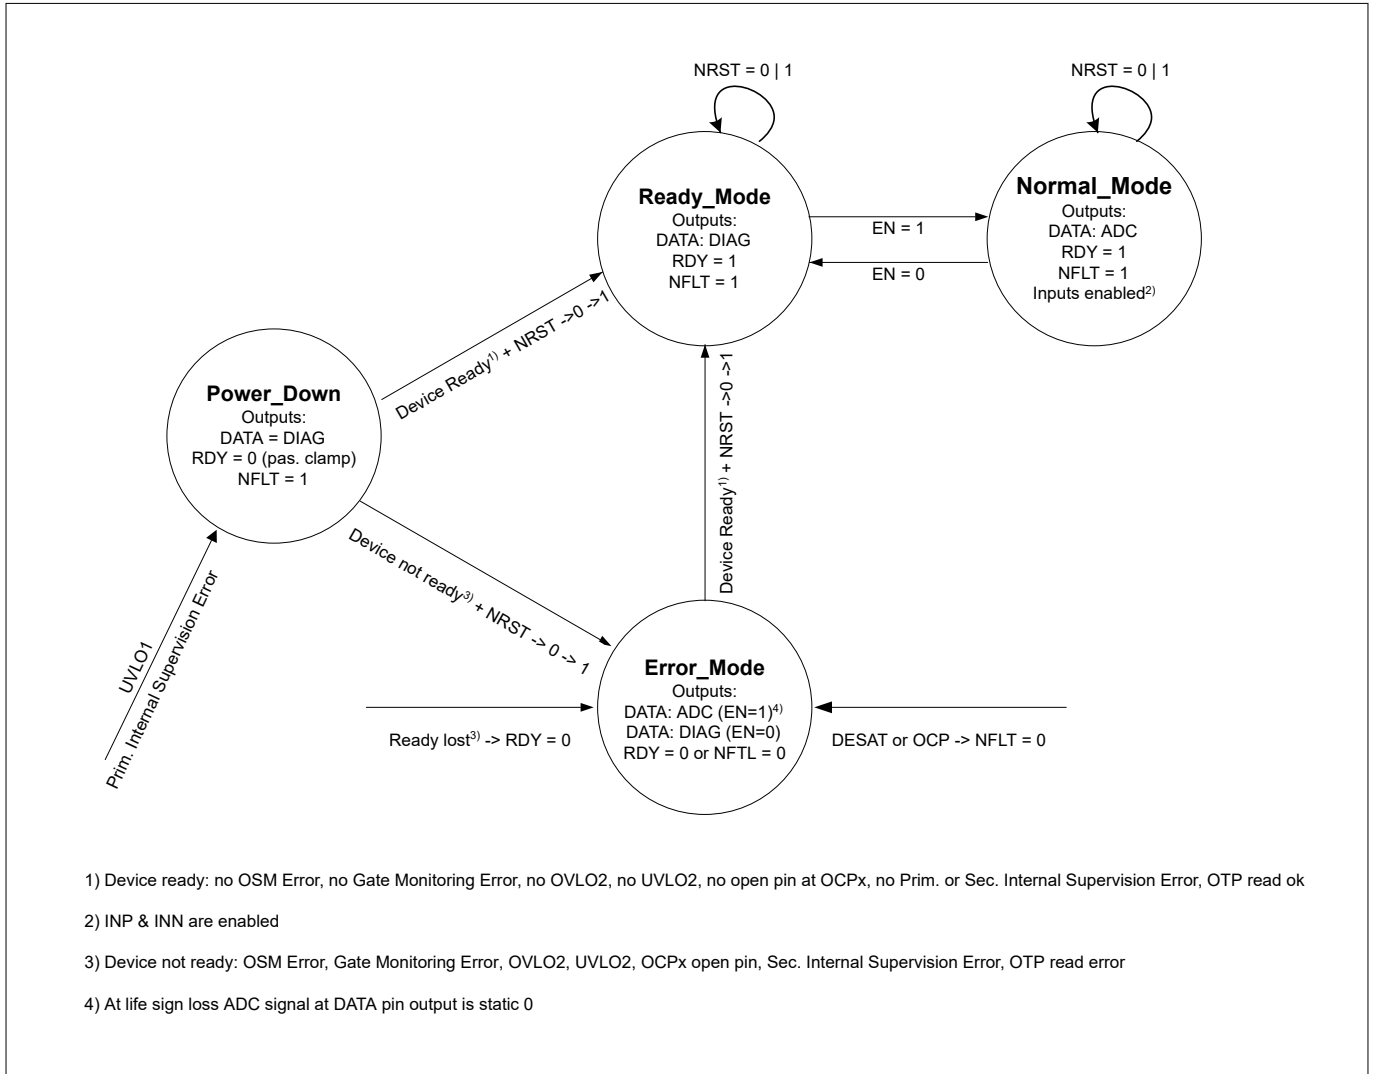 NRST = 0 | 1
NRST = 0 | 1
Ready_Mode
Outputs:
DATA: DIAG
RDY = 1
NFLT = 1
EN = 1
EN = 0
Normal_Mode
Outputs:
DATA: ADC
RDY = 1
NFLT = 1
Inputs enabled2)
Device Ready1) + NRST ->0 ->1
Power_Down
Outputs:
DATA = DIAG
RDY = 0 (pas. clamp)
NFLT = 1
Device Ready1) + NRST ->0 ->1
Device not ready3) + NRST -> 0 -> 1
UVLO1
Prim. Internal Supervision Error
Error_Mode
Outputs:
DATA: ADC (EN=1)4)
DATA: DIAG (EN=0)
RDY = 0 or NFTL = 0
Ready lost3) -> RDY = 0
DESAT or OCP -> NFLT = 0
1) Device ready: no OSM Error, no Gate Monitoring Error, no OVLO2, no UVLO2, no open pin at OCPx, no Prim. or Sec. Internal Supervision Error, OTP read ok
2) INP & INN are enabled
3) Device not ready: OSM Error, Gate Monitoring Error, OVLO2, UVLO2, OCPx open pin, Sec. Internal Supervision Error, OTP read error
4) At life sign loss ADC signal at DATA pin output is static 0